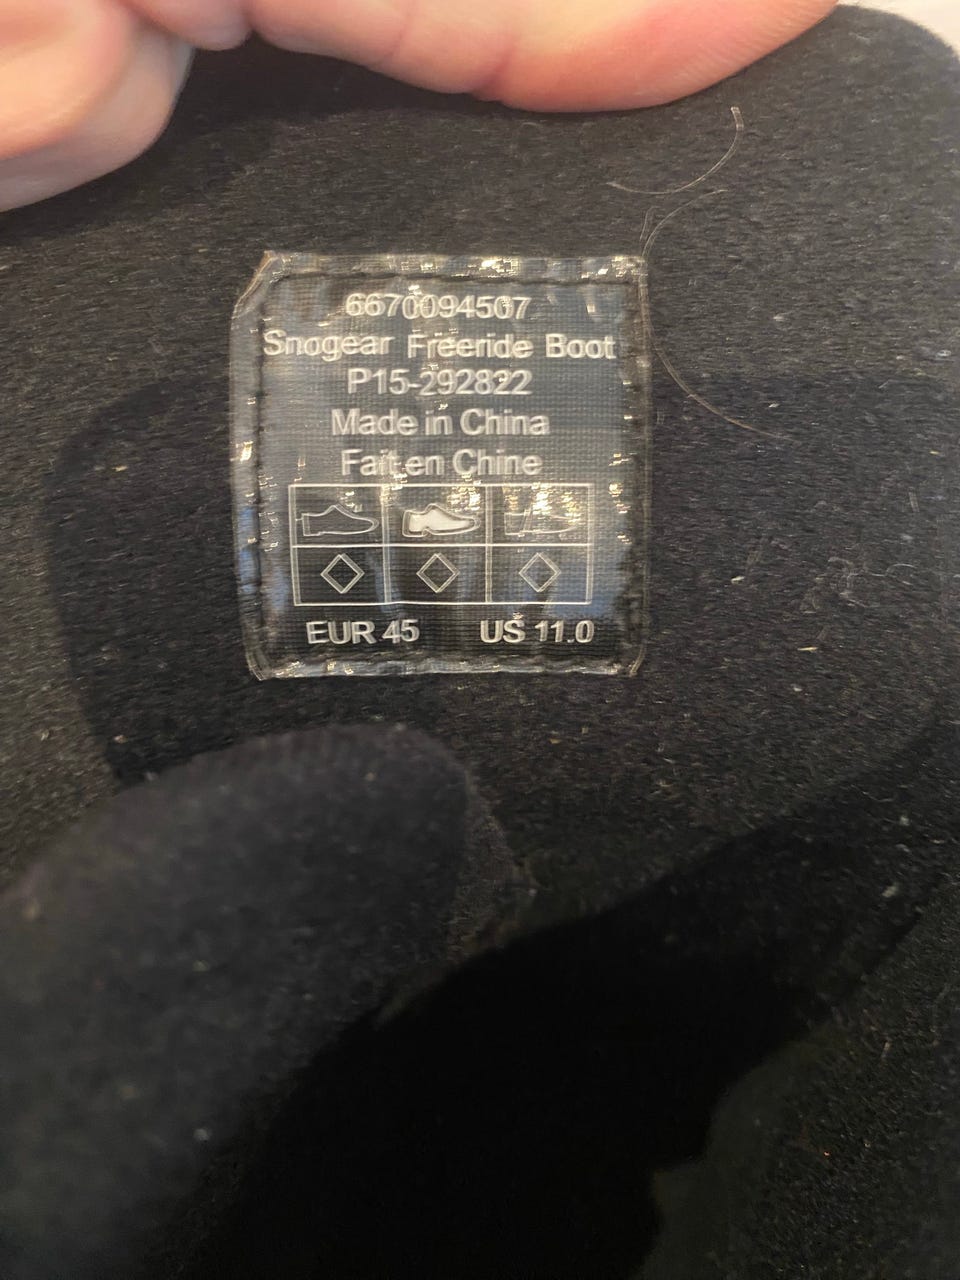 6670094507
Snogear Freeride Boot
P15-292822
Made in China
Fait en Chine
EUR 45 US 11.0